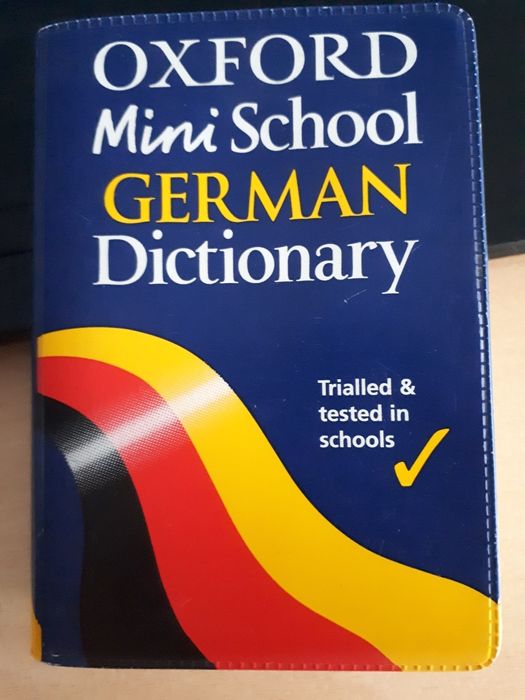 OXFORD
Mini School
GERMAN
Dictionary
Trialled &
tested in
schools